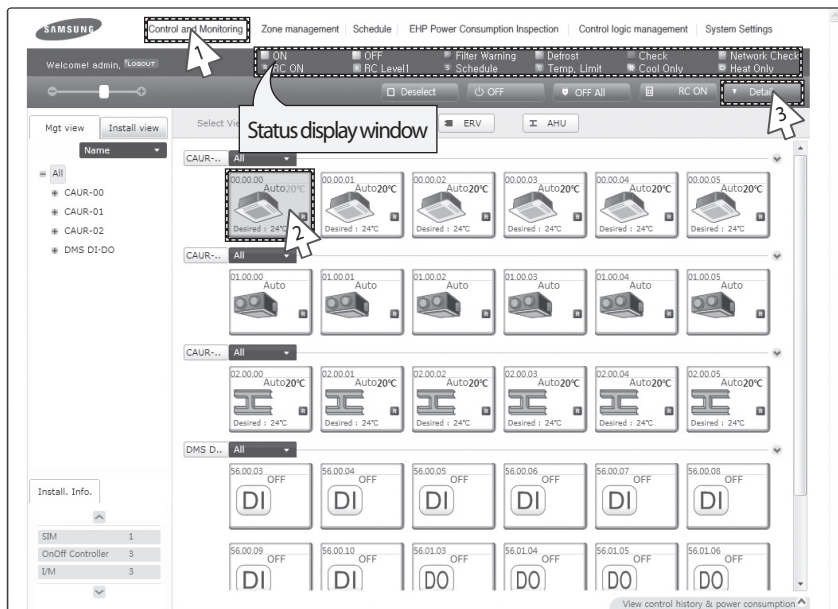 SAMSUNG
Control and Monitoring Zone management Schedule EHP Power Consumption Inspection Control logic management System Settings
1
Welcome! admin, LOGOUT
ON OFF Filter Warning Defrost Check Network Check
RC ON RC Level1 Schedule Temp. Limit Cool Only Heat Only
Deselect OFF OFF All RC ON Detail
3
Mgt view Install view
Select ERV AHU
Status display window
Name
All
CAUR-00
CAUR-01
CAUR-02
DMS DI-DO
CAUR-.. All
00.00.00 00.00.01 00.00.02 00.00.03 00.00.04 00.00.05
Auto20°C Auto20°C Auto20°C Auto20°C Auto20°C Auto20°C
R R R R R R
Desired : 24°C Desired : 24°C Desired : 24°C Desired : 24°C Desired : 24°C Desired : 24°C
2
CAUR-.. All
01.00.00 01.00.01 01.00.02 01.00.03 01.00.04 01.00.05
Auto Auto Auto Auto Auto Auto
R R R R R R
CAUR-.. All
02.00.00 02.00.01 02.00.02 02.00.03 02.00.04 02.00.05
Auto20°C Auto20°C Auto20°C Auto20°C Auto20°C Auto20°C
R R R R R R
Desired : 24°C Desired : 24°C Desired : 24°C Desired : 24°C Desired : 24°C Desired : 24°C
DMS D.. All
56.00.03 56.00.04 56.00.05 56.00.06 56.00.07 56.00.08
OFF OFF OFF OFF OFF OFF
DI DI DI DI DI DI
56.00.09 56.00.10 56.01.03 56.01.04 56.01.05 56.01.06
OFF OFF OFF OFF OFF OFF
DI DI DO DO DO DO
Install. Info.
SIM 1
OnOff Controller 3
I/M 3
View control history & power consumption